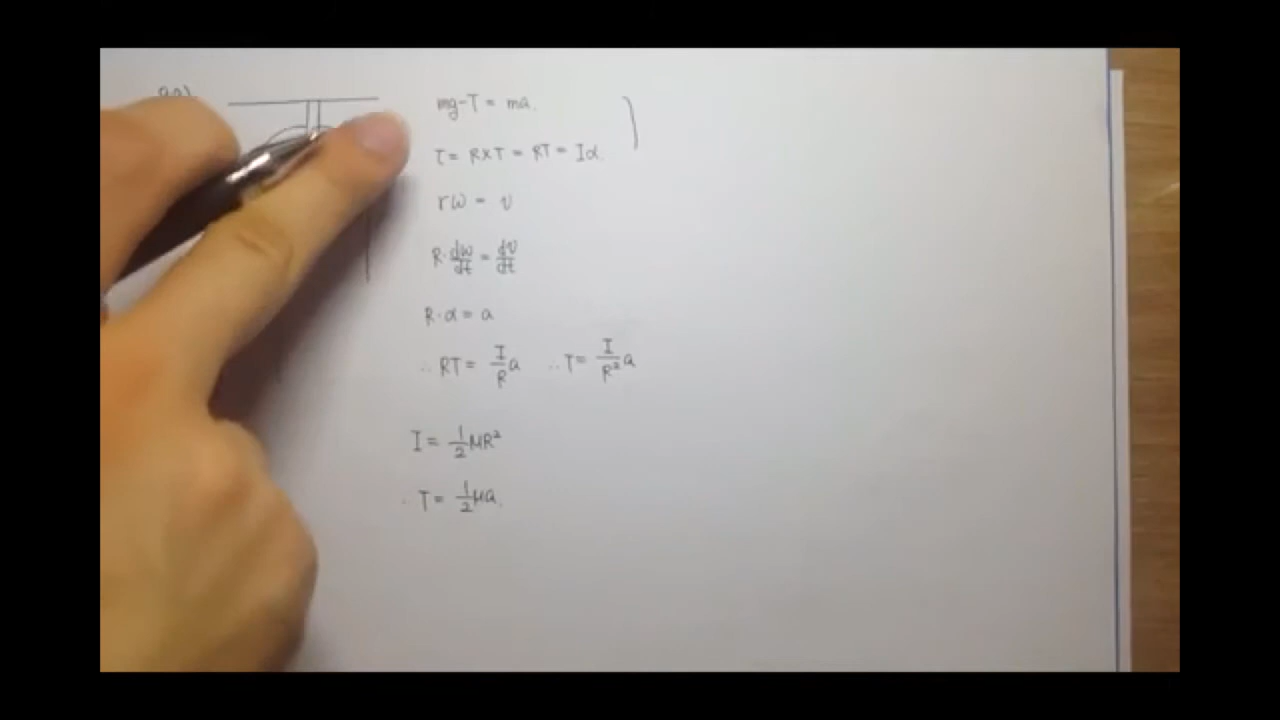 mg-T = ma.
τ = R×T = RT = Iα.
rω = v
R·dω/dt = dv/dt
R·α = a
∴ RT = I/R a ∴ T = I/R² a
I = 1/2 MR²
∴ T = 1/2 Ma.